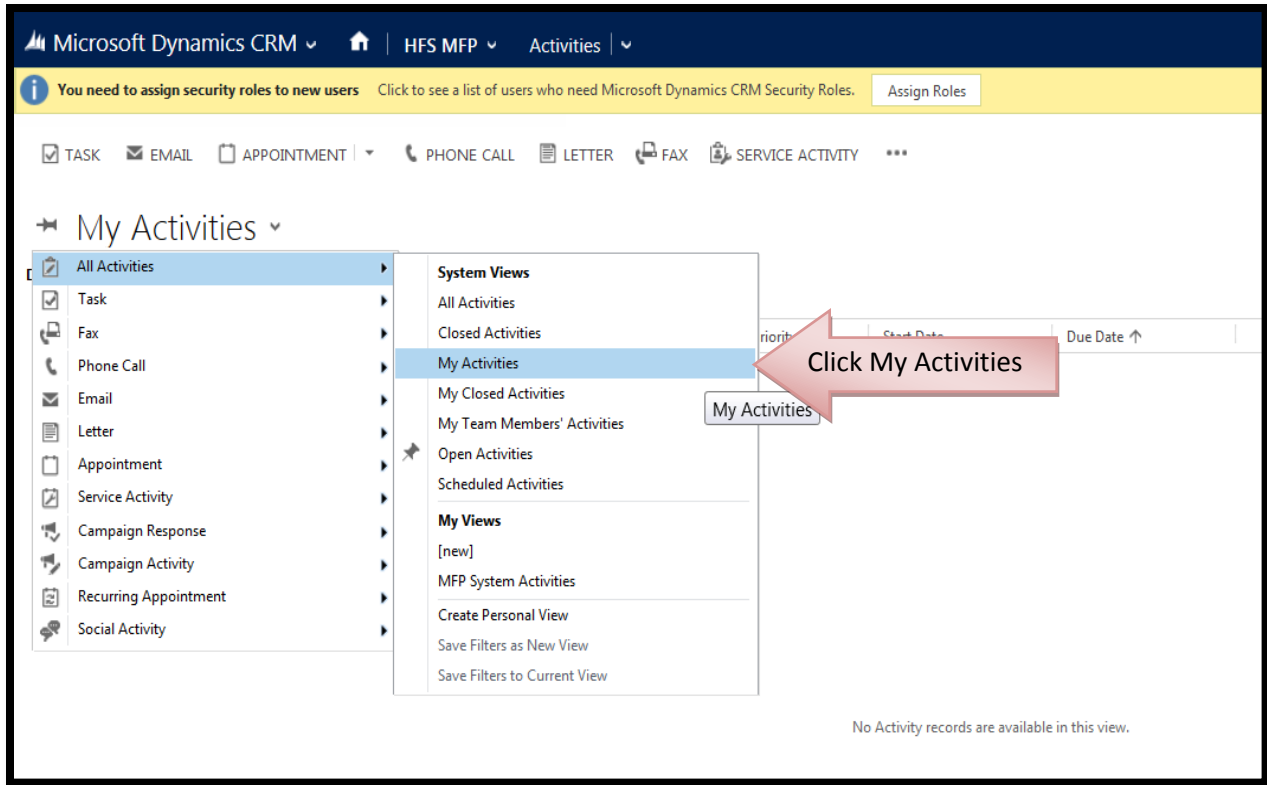 Microsoft Dynamics CRM HFS MFP Activities
You need to assign security roles to new users Click to see a list of users who need Microsoft Dynamics CRM Security Roles. Assign Roles
TASK EMAIL APPOINTMENT PHONE CALL LETTER FAX SERVICE ACTIVITY •••
My Activities
All Activities
Task
Fax
Phone Call
Email
Letter
Appointment
Service Activity
Campaign Response
Campaign Activity
Recurring Appointment
Social Activity
System Views
All Activities
Closed Activities
My Activities
My Closed Activities
My Team Members' Activities
Open Activities
Scheduled Activities
My Views
[new]
MFP System Activities
Create Personal View
Save Filters as New View
Save Filters to Current View
Start Date Due Date ↑
Click My Activities
My Activities
No Activity records are available in this view.